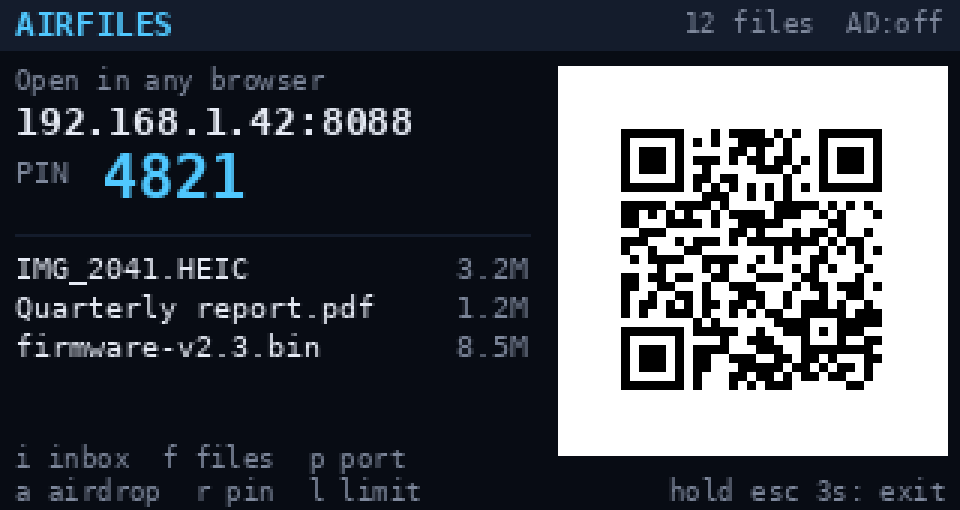 AIRFILES
12 files AD:off
Open in any browser
192.168.1.42:8088
PIN 4821
IMG_2041.HEIC 3.2M
Quarterly report.pdf 1.2M
firmware-v2.3.bin 8.5M
i inbox f files p port
a airdrop r pin l limit
hold esc 3s: exit